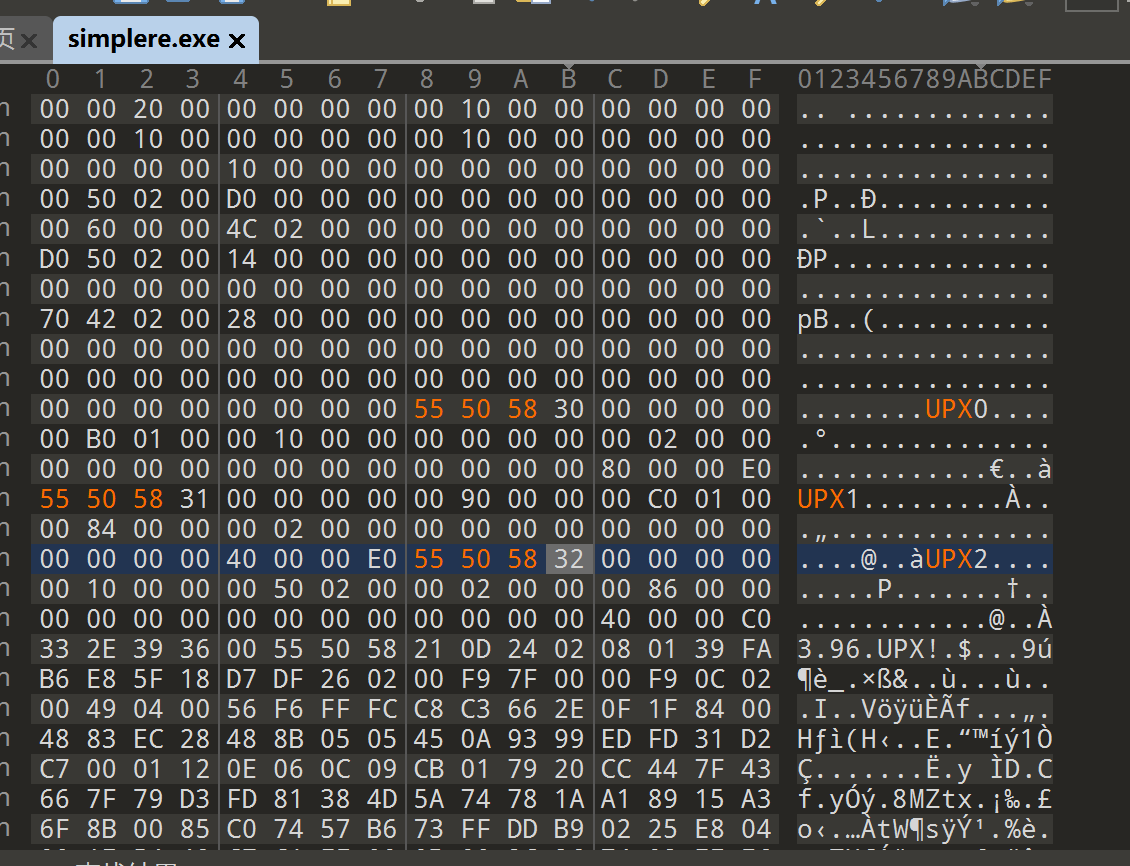 页 ×
simplere.exe ×
0 1 2 3 4 5 6 7 8 9 A B C D E F 0123456789ABCDEF
00 00 20 00 00 00 00 00 00 10 00 00 00 00 00 00 .. .............
00 00 10 00 00 00 00 00 00 10 00 00 00 00 00 00 ................
00 00 00 00 10 00 00 00 00 00 00 00 00 00 00 00 ................
00 50 02 00 D0 00 00 00 00 00 00 00 00 00 00 00 .P..Ð...........
00 60 00 00 4C 02 00 00 00 00 00 00 00 00 00 00 .`..L...........
D0 50 02 00 14 00 00 00 00 00 00 00 00 00 00 00 ÐP..............
00 00 00 00 00 00 00 00 00 00 00 00 00 00 00 00 ................
70 42 02 00 28 00 00 00 00 00 00 00 00 00 00 00 pB..(...........
00 00 00 00 00 00 00 00 00 00 00 00 00 00 00 00 ................
00 00 00 00 00 00 00 00 00 00 00 00 00 00 00 00 ................
00 00 00 00 00 00 00 00 55 50 58 30 00 00 00 00 ........UPX0....
00 B0 01 00 00 10 00 00 00 00 00 00 00 02 00 00 .°..............
00 00 00 00 00 00 00 00 00 00 00 00 80 00 00 E0 ............€..à
55 50 58 31 00 00 00 00 00 90 00 00 00 C0 01 00 UPX1.........À..
00 84 00 00 00 02 00 00 00 00 00 00 00 00 00 00 .„..............
00 00 00 00 40 00 00 E0 55 50 58 32 00 00 00 00 ....@..àUPX2....
00 10 00 00 00 50 02 00 00 02 00 00 00 86 00 00 .....P.......†..
00 00 00 00 00 00 00 00 00 00 00 00 40 00 00 C0 ............@..À
33 2E 39 36 00 55 50 58 21 0D 24 02 08 01 39 FA 3.96.UPX!.$...9ú
B6 E8 5F 18 D7 DF 26 02 00 F9 7F 00 00 F9 0C 02 ¶è_.×ß&..ù...ù..
00 49 04 00 56 F6 FF FC C8 C3 66 2E 0F 1F 84 00 .I..VöÿüÈÃf...„.
48 83 EC 28 48 8B 05 05 45 0A 93 99 ED FD 31 D2 Hƒì(H‹..E.“™íý1Ò
C7 00 01 12 0E 06 0C 09 CB 01 79 20 CC 44 7F 43 Ç.......Ë.y ÌD.C
66 7F 79 D3 FD 81 38 4D 5A 74 78 1A A1 89 15 A3 f.yÓý.8MZtx.¡‰.£
6F 8B 00 85 C0 74 57 B6 73 FF DD B9 02 25 E8 04 o‹.…ÀtW¶sÿÝ¹.%è.